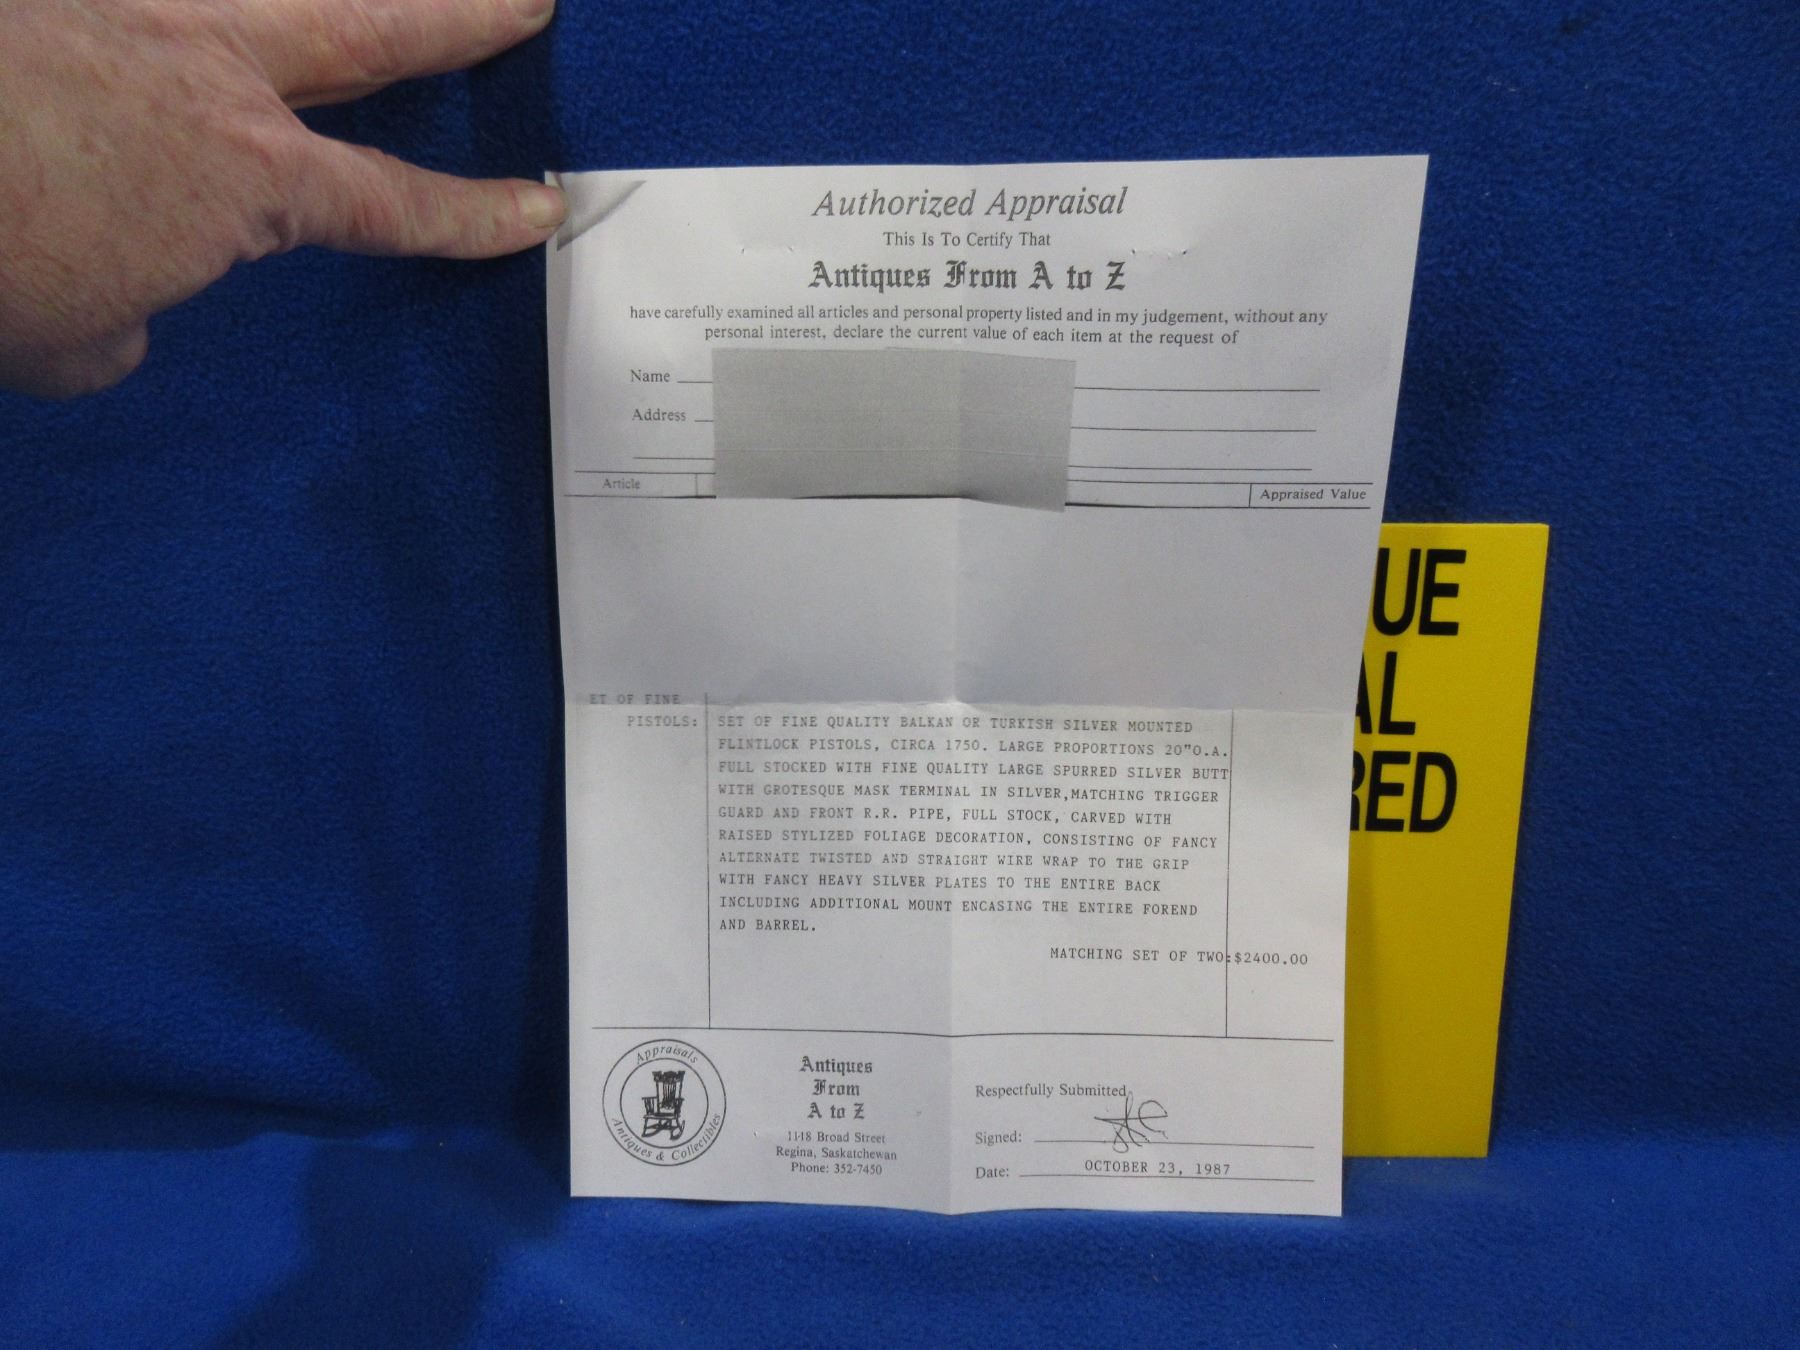 Authorized Appraisal
This Is To Certify That
Antiques From A to Z
have carefully examined all articles and personal property listed and in my judgement, without any
personal interest, declare the current value of each item at the request of
Name
Address
Article
Appraised Value
ET OF FINE
PISTOLS:
SET OF FINE QUALITY BALKAN OR TURKISH SILVER MOUNTED
FLINTLOCK PISTOLS, CIRCA 1750. LARGE PROPORTIONS 20"O.A.
FULL STOCKED WITH FINE QUALITY LARGE SPURRED SILVER BUTT
WITH GROTESQUE MASK TERMINAL IN SILVER,MATCHING TRIGGER
GUARD AND FRONT R.R. PIPE, FULL STOCK, CARVED WITH
RAISED STYLIZED FOLIAGE DECORATION, CONSISTING OF FANCY
ALTERNATE TWISTED AND STRAIGHT WIRE WRAP TO THE GRIP
WITH FANCY HEAVY SILVER PLATES TO THE ENTIRE BACK
INCLUDING ADDITIONAL MOUNT ENCASING THE ENTIRE FOREND
AND BARREL.
MATCHING SET OF TWO:$2400.00
Appraisals
Antiques & Collectibles
Antiques
From
A to Z
1118 Broad Street
Regina, Saskatchewan
Phone: 352-7450
Respectfully Submitted,
Signed:
Date: OCTOBER 23, 1987
UE
AL
RED